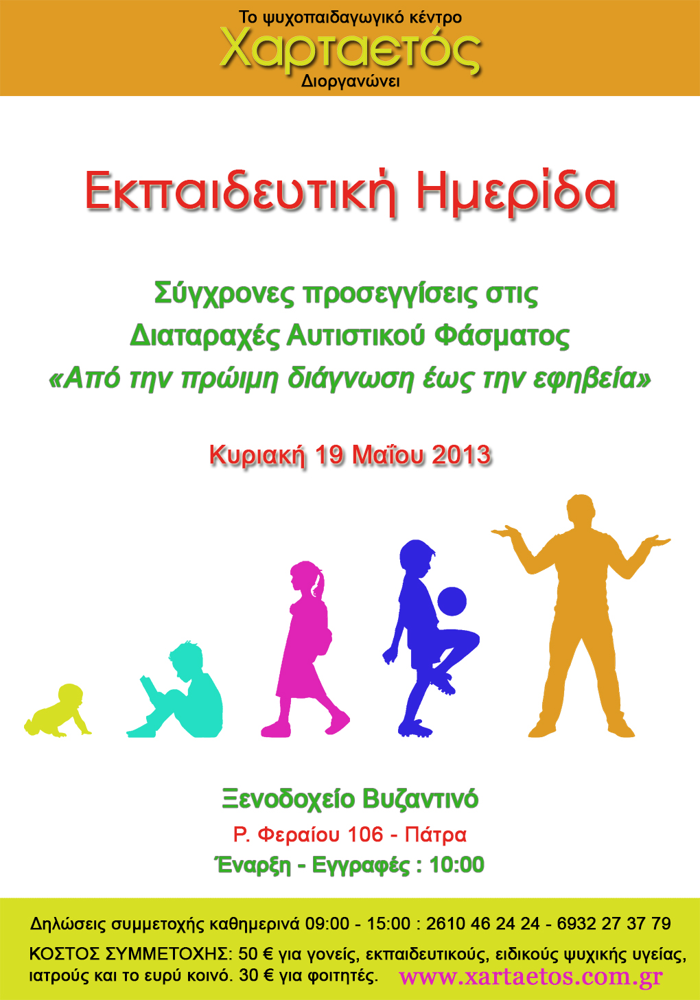 Το ψυχοπαιδαγωγικό κέντρο
Χαρταετός
Διοργανώνει
Εκπαιδευτική Ημερίδα
Σύγχρονες προσεγγίσεις στις
Διαταραχές Αυτιστικού Φάσματος
«Από την πρώιμη διάγνωση έως την εφηβεία»
Κυριακή 19 Μαΐου 2013
Ξενοδοχείο Βυζαντινό
Ρ. Φεραίου 106 - Πάτρα
Έναρξη - Εγγραφές : 10:00
Δηλώσεις συμμετοχής καθημερινά 09:00 - 15:00 : 2610 46 24 24 - 6932 27 37 79
ΚΟΣΤΟΣ ΣΥΜΜΕΤΟΧΗΣ: 50 € για γονείς, εκπαιδευτικούς, ειδικούς ψυχικής υγείας,
ιατρούς και το ευρύ κοινό. 30 € για φοιτητές. www.xartaetos.com.gr